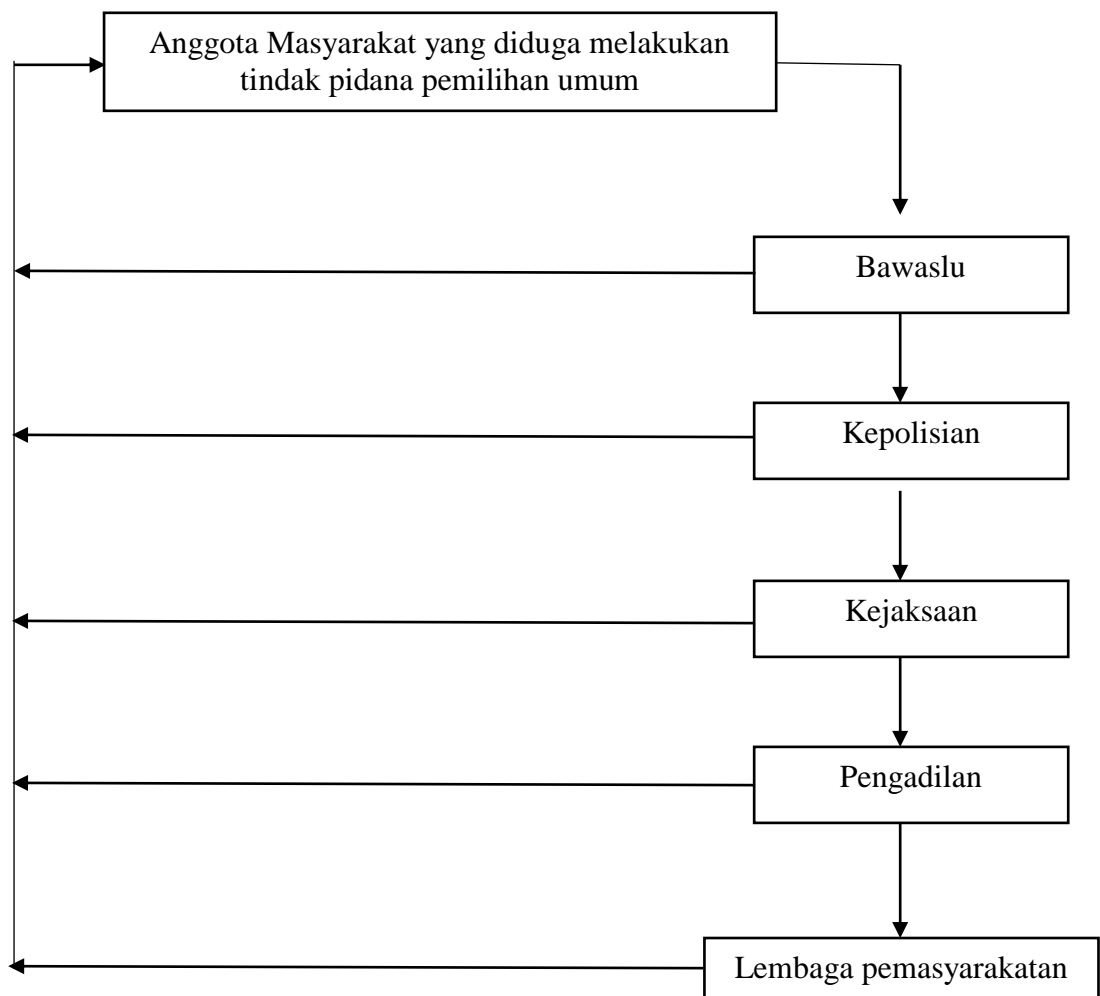 Anggota Masyarakat yang diduga melakukan
tindak pidana pemilihan umum
Bawaslu
Kepolisian
Kejaksaan
Pengadilan
Lembaga pemasyarakatan